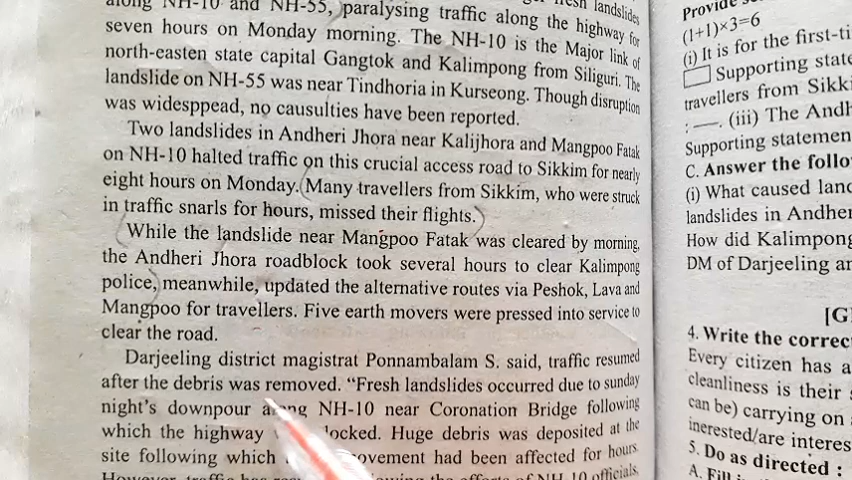 along NH-10 and NH-55, paralysing traffic along the highway for
seven hours on Monday morning. The NH-10 is the Major link of
north-easten state capital Gangtok and Kalimpong from Siliguri. The
landslide on NH-55 was near Tindhoria in Kurseong. Though disruption
was widesppead, no causulties have been reported.
Two landslides in Andheri Jhora near Kalijhora and Mangpoo Fatak
on NH-10 halted traffic on this crucial access road to Sikkim for nearly
eight hours on Monday. (Many travellers from Sikkim, who were struck
in traffic snarls for hours, missed their flights.)
While the landslide near Mangpoo Fatak was cleared by morning,
the Andheri Jhora roadblock took several hours to clear Kalimpong
police, meanwhile, updated the alternative routes via Peshok, Lava and
Mangpoo for travellers. Five earth movers were pressed into service to
clear the road.
Darjeeling district magistrat Ponnambalam S. said, traffic resumed
after the debris was removed. "Fresh landslides occurred due to sunday
night's downpour along NH-10 near Coronation Bridge following
which the highway locked. Huge debris was deposited at the
site following which ovement had been affected for hours.
However, traffic has the efforts of NH-10 officials,
Provide
(1+1)×3=6
(i) It is for the first-ti
Supporting state
travellers from Sikki
: —. (iii) The Andh
Supporting statemen
C. Answer the follo
(i) What caused land
landslides in Andher
How did Kalimpong
DM of Darjeeling an
[G
4. Write the correc
Every citizen has a
cleanliness is their
can be) carrying on
inerested/are interes
5. Do as directed :
A. Fill in